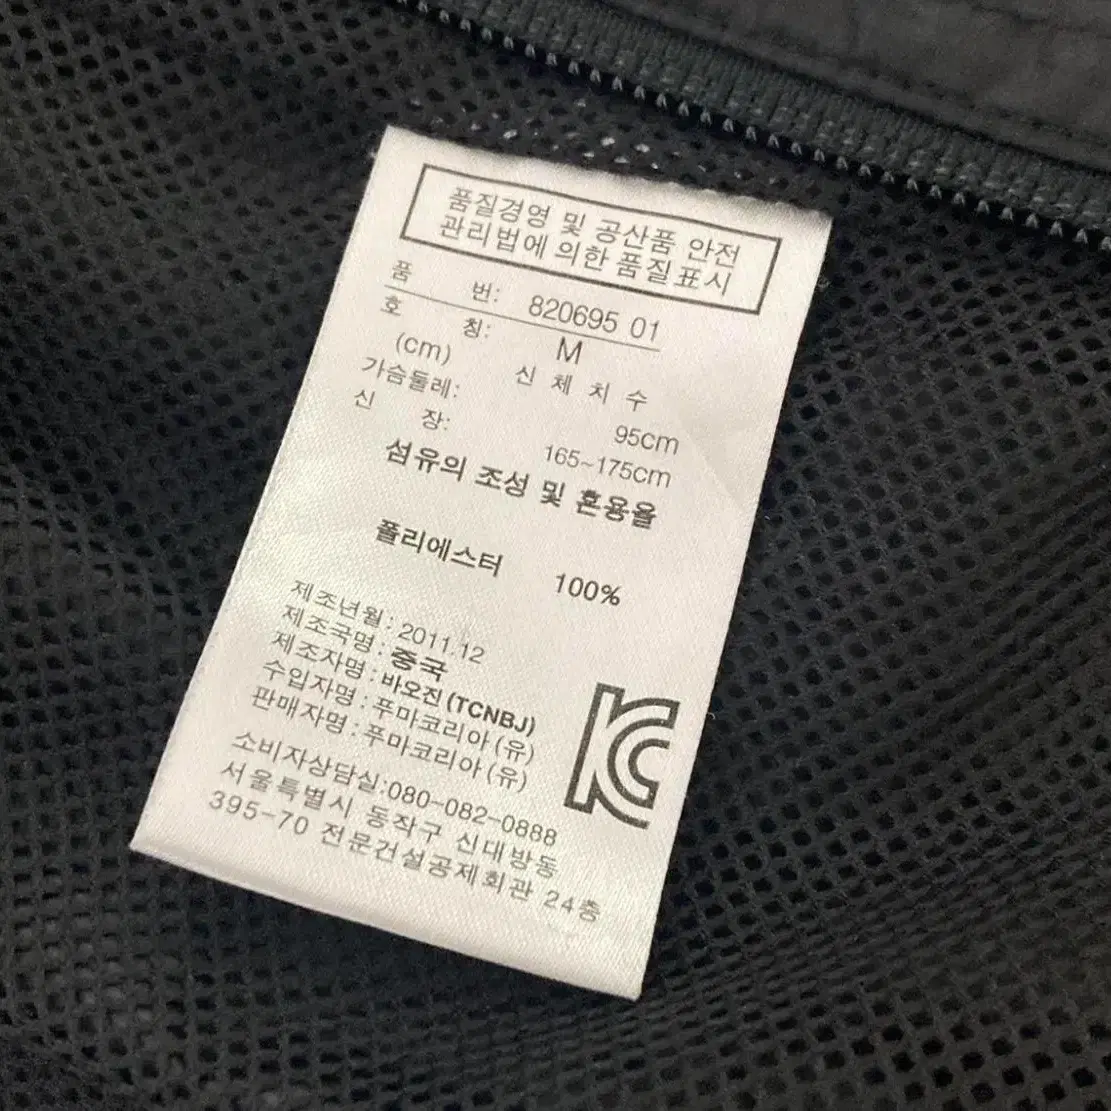 품질경영 및 공산품 안전
관리법에 의한 품질표시
품 번: 820695 01
호 칭: M
(cm) 신 체 치 수
가슴둘레: 95cm
신 장: 165~175cm
섬유의 조성 및 혼용율
폴리에스터 100%
제조년월 : 2011.12
제조국명 : 중국
제조자명 : 바오진 (TCNBJ)
수입자명 : 푸마코리아 (유)
판매자명 : 푸마코리아 (유)
소비자상담실:080-082-0888
서울특별시 동작구 신대방동
395-70 전문건설공제회관 24층
KC